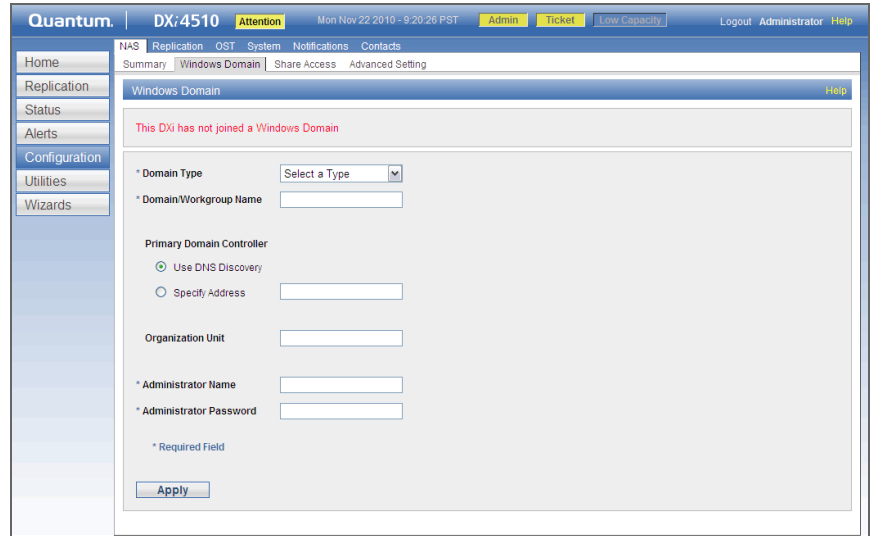 Quantum. DXi4510 Attention Mon Nov 22 2010 - 9:20:26 PST Admin Ticket Low Capacity Logout Administrator Help
NAS Replication OST System Notifications Contacts
Summary Windows Domain Share Access Advanced Setting
Home
Replication
Status
Alerts
Configuration
Utilities
Wizards
Windows Domain Help
This DXi has not joined a Windows Domain
* Domain Type Select a Type
* Domain/Workgroup Name
Primary Domain Controller
Use DNS Discovery
Specify Address
Organization Unit
* Administrator Name
* Administrator Password
* Required Field
Apply